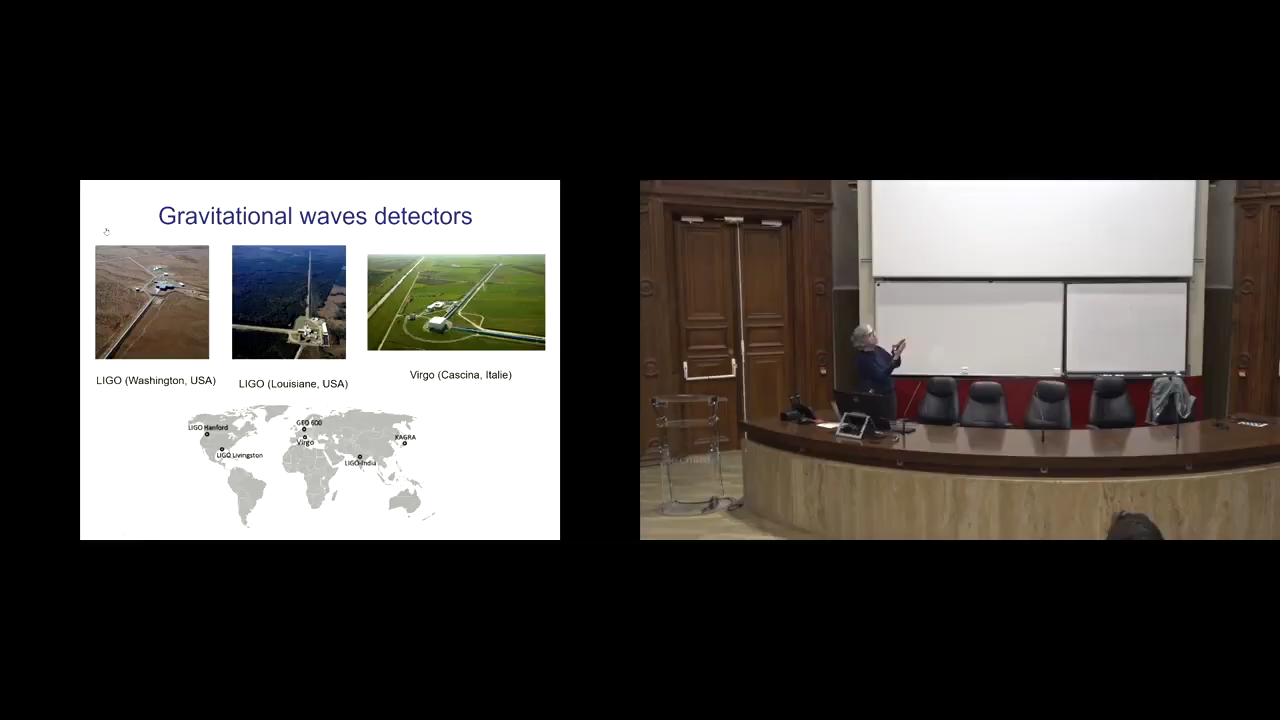 Gravitational waves detectors
LIGO (Washington, USA)
LIGO (Louisiane, USA)
Virgo (Cascina, Italie)
LIGO Hanford
GEO 600
Virgo
KAGRA
LIGO Livingston
LIGO-India